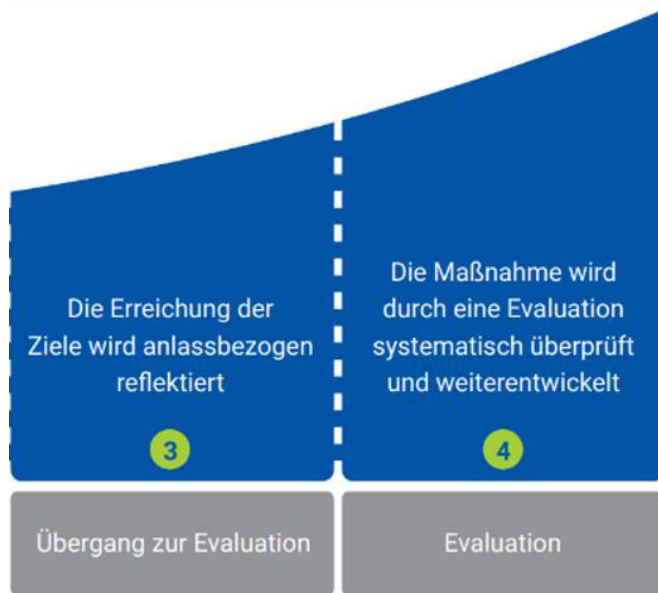 Die Erreichung der
Ziele wird anlassbezogen
reflektiert
3
Übergang zur Evaluation
Die Maßnahme wird
durch eine Evaluation
systematisch überprüft
und weiterentwickelt
4
Evaluation